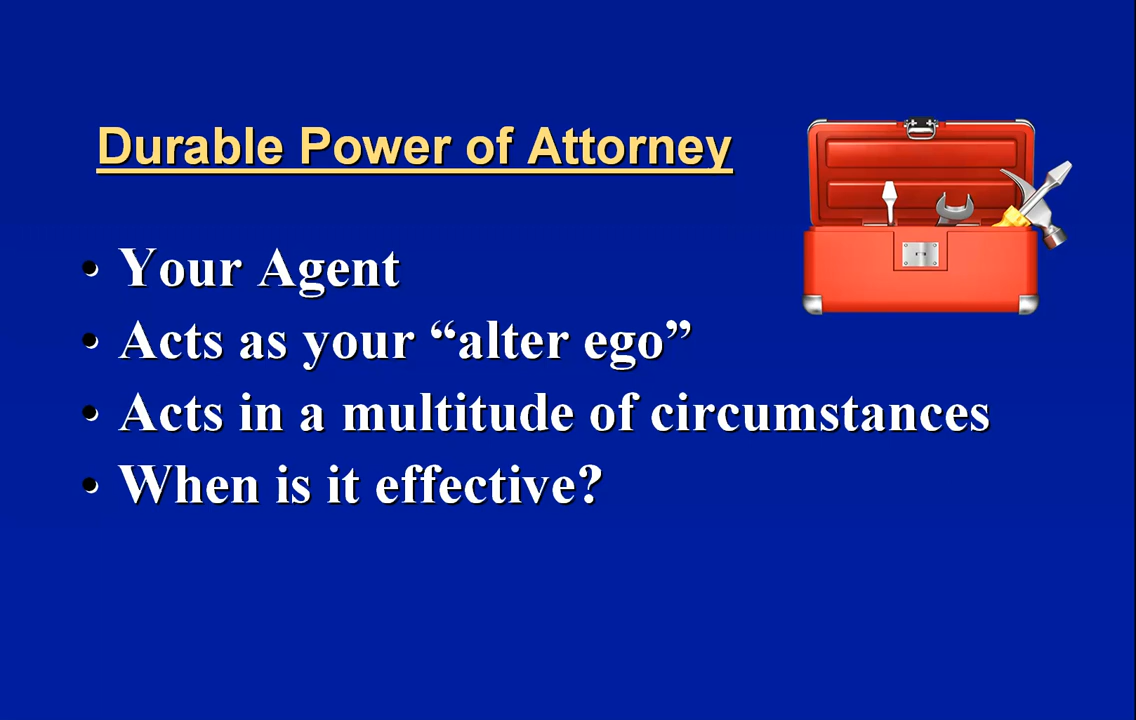 Durable Power of Attorney
• Your Agent
• Acts as your “alter ego”
• Acts in a multitude of circumstances
• When is it effective?